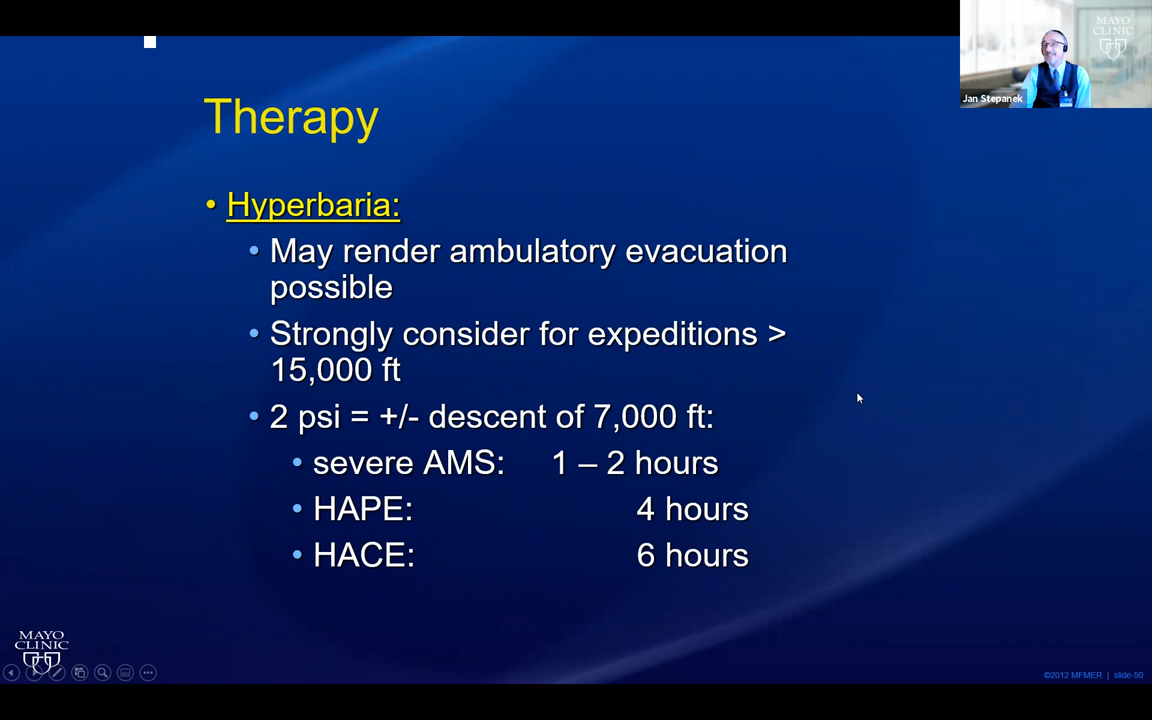 MAYO
CLINIC
Jan Stepanek
Therapy
• Hyperbaria:
• May render ambulatory evacuation
possible
• Strongly consider for expeditions >
15,000 ft
• 2 psi = +/- descent of 7,000 ft:
• severe AMS: 1 – 2 hours
• HAPE: 4 hours
• HACE: 6 hours
MAYO
CLINIC
©2012 MFMER | slide-50